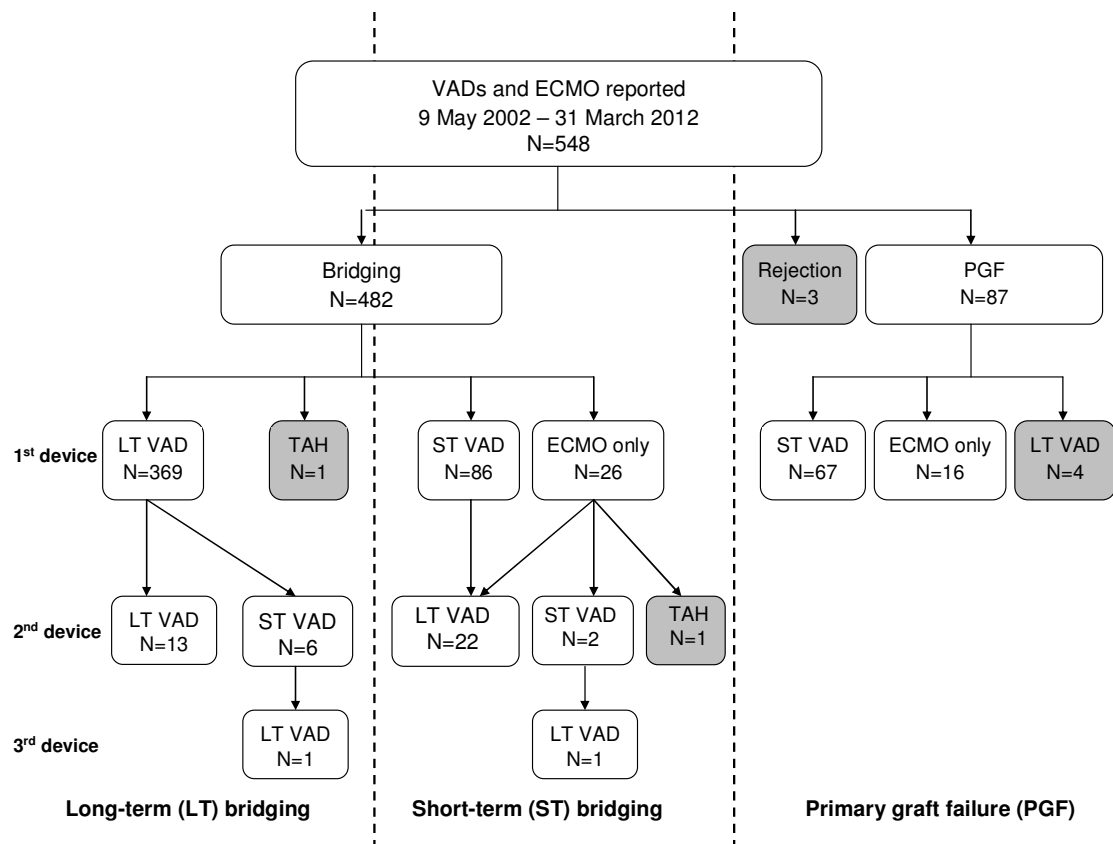 VADs and ECMO reported
9 May 2002 – 31 March 2012
N=548
Bridging
N=482
Rejection
N=3
PGF
N=87
1st device
LT VAD
N=369
TAH
N=1
ST VAD
N=86
ECMO only
N=26
ST VAD
N=67
ECMO only
N=16
LT VAD
N=4
2nd device
LT VAD
N=13
ST VAD
N=6
LT VAD
N=22
ST VAD
N=2
TAH
N=1
3rd device
LT VAD
N=1
LT VAD
N=1
Long-term (LT) bridging
Short-term (ST) bridging
Primary graft failure (PGF)